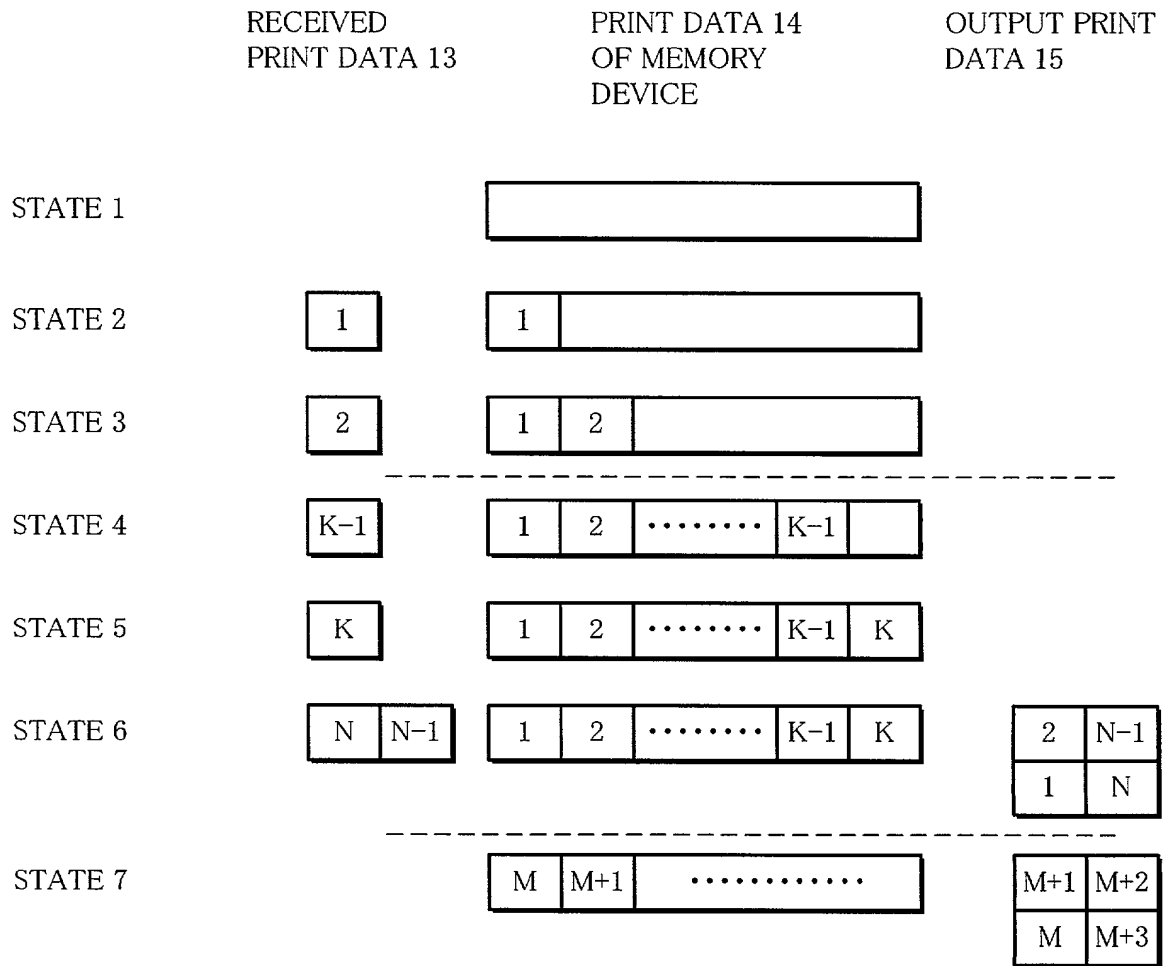 RECEIVED
PRINT DATA 13
PRINT DATA 14
OF MEMORY
DEVICE
OUTPUT PRINT
DATA 15
STATE 1
STATE 2
1
1
STATE 3
2
1 2
STATE 4
K-1
1 2 ········ K-1
STATE 5
K
1 2 ········ K-1 K
STATE 6
N N-1
1 2 ········ K-1 K
2 N-1
1 N
STATE 7
M M+1 ············
M+1 M+2
M M+3